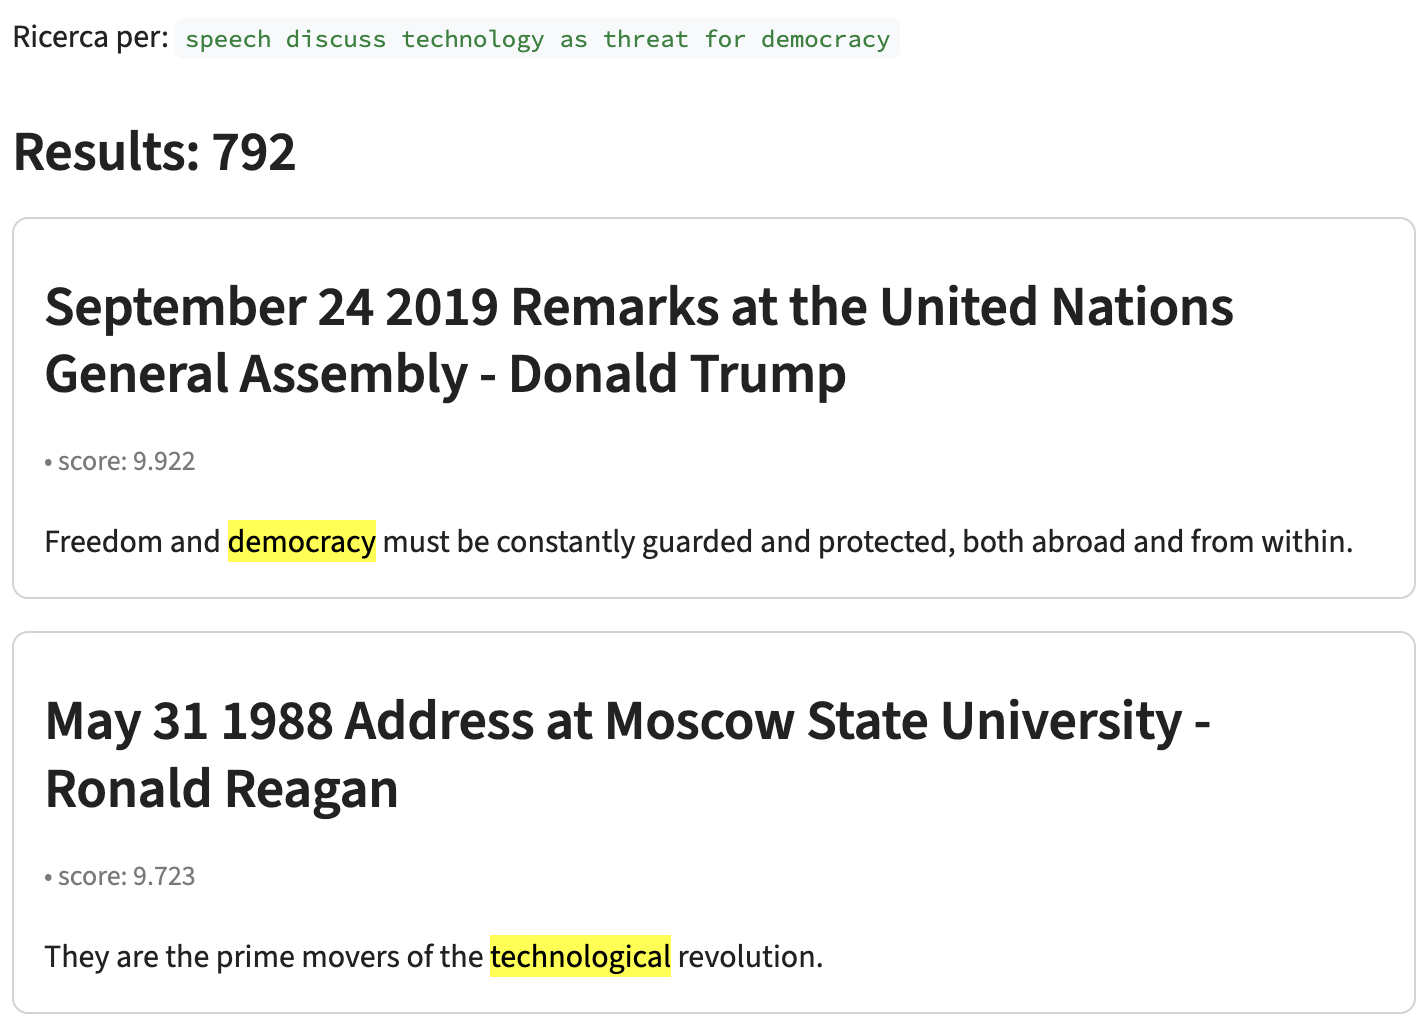 Ricerca per: speech discuss technology as threat for democracy
Results: 792
September 24 2019 Remarks at the United Nations
General Assembly - Donald Trump
• score: 9.922
Freedom and democracy must be constantly guarded and protected, both abroad and from within.
May 31 1988 Address at Moscow State University -
Ronald Reagan
• score: 9.723
They are the prime movers of the technological revolution.